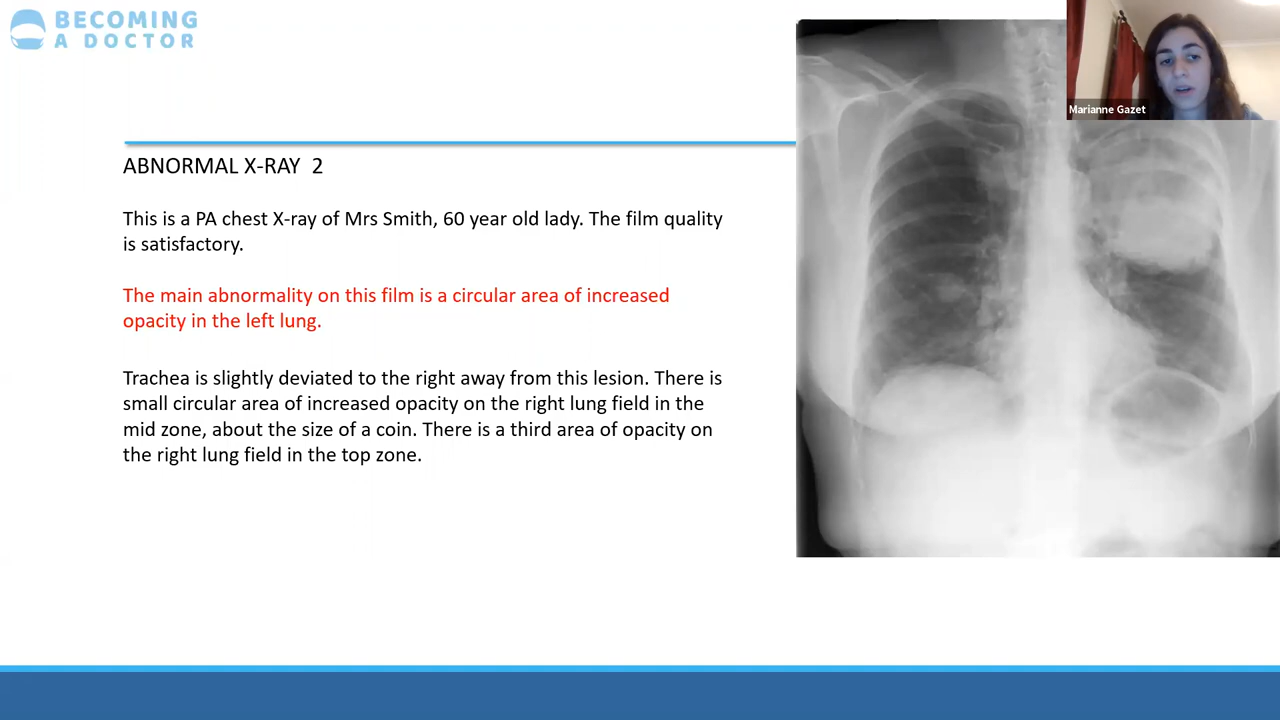 BECOMING
A DOCTOR
Marianne Gazet
ABNORMAL X-RAY  2
This is a PA chest X-ray of Mrs Smith, 60 year old lady. The film quality
is satisfactory.
The main abnormality on this film is a circular area of increased
opacity in the left lung.
Trachea is slightly deviated to the right away from this lesion. There is
small circular area of increased opacity on the right lung field in the
mid zone, about the size of a coin. There is a third area of opacity on
the right lung field in the top zone.